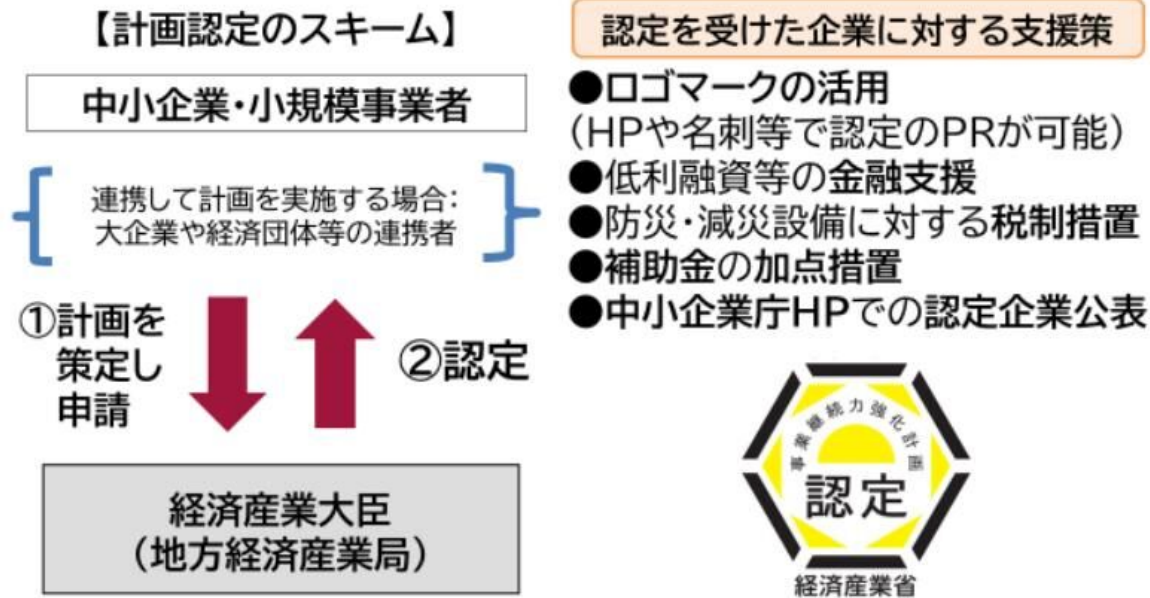 【計画認定のスキーム】
中小企業・小規模事業者
連携して計画を実施する場合：
大企業や経済団体等の連携者
①計画を
策定し
申請
②認定
経済産業大臣
（地方経済産業局）
認定を受けた企業に対する支援策
●ロゴマークの活用
（HPや名刺等で認定のPRが可能）
●低利融資等の金融支援
●防災・減災設備に対する税制措置
●補助金の加点措置
●中小企業庁HPでの認定企業公表
事業継続力強化計画
認定
経済産業省